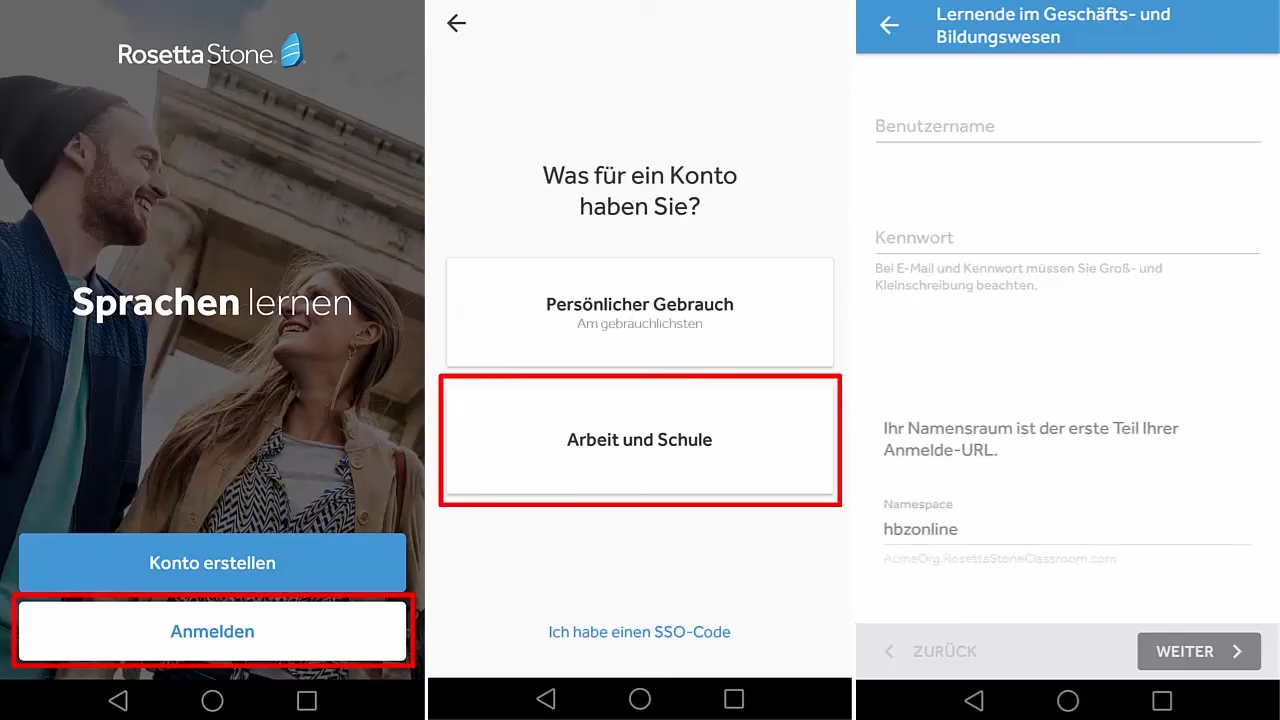 RosettaStone
Sprachen lernen
Konto erstellen
Anmelden
Was für ein Konto
haben Sie?
Persönlicher Gebrauch
Am gebrauchlichsten
Arbeit und Schule
Ich habe einen SSO-Code
Lernende im Geschäfts- und
Bildungswesen
Benutzername
Kennwort
Bei E-Mail und Kennwort müssen Sie Groß- und
Kleinschreibung beachten.
Ihr Namensraum ist der erste Teil Ihrer
Anmelde-URL.
Namespace
hbzonline
AcmeOrg.RosettaStoneClassroom.com
ZURÜCK
WEITER